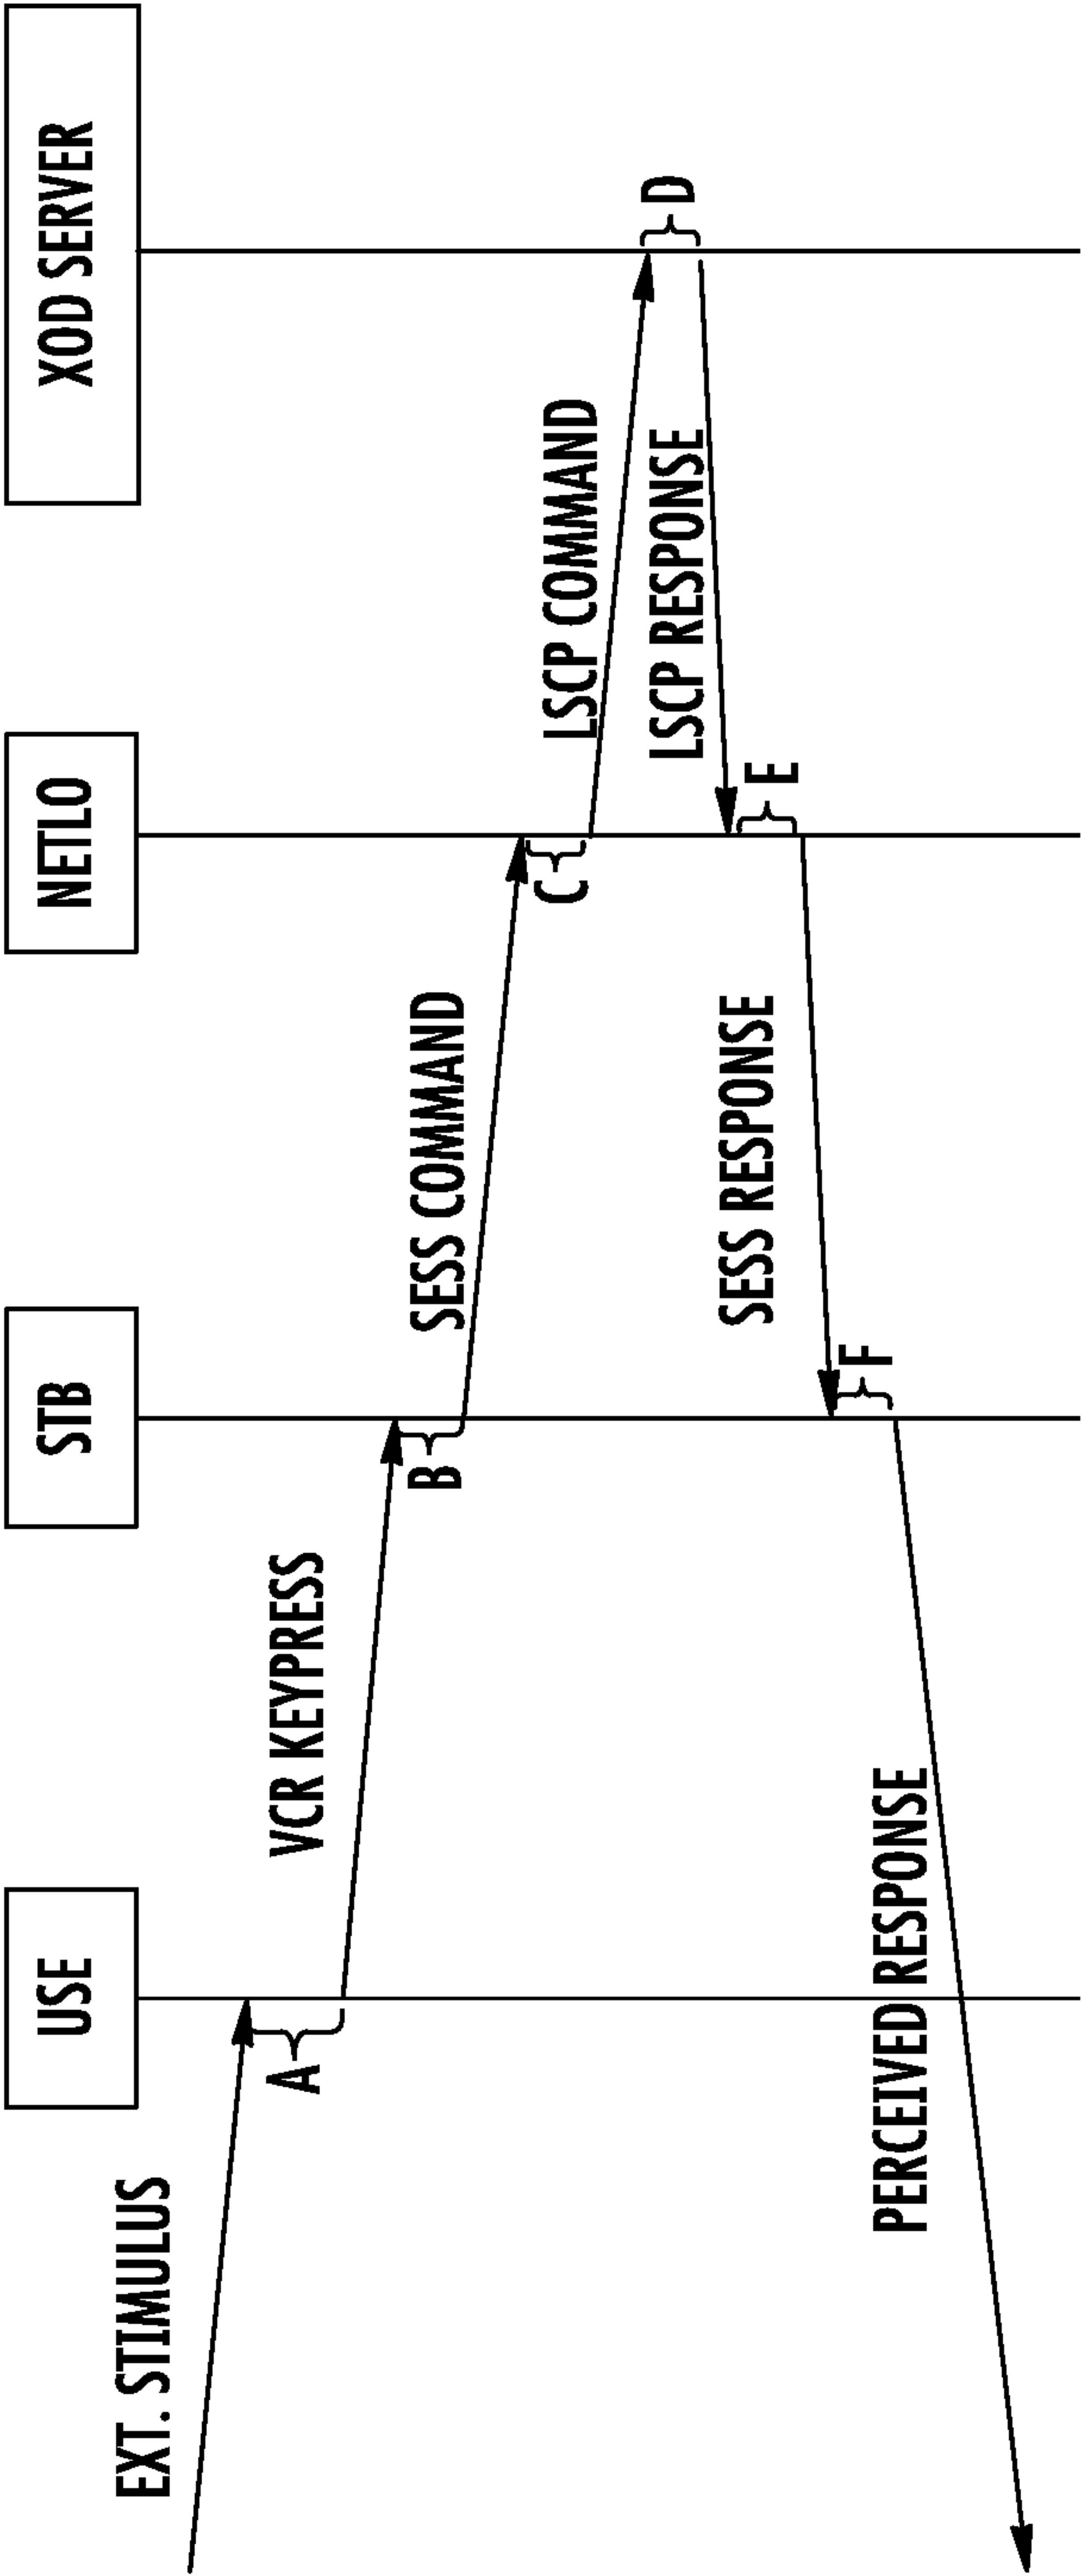 USE
STB
NETLO
XOD SERVER
EXT. STIMULUS
A
VCR KEYPRESS
B
SESS COMMAND
C
LSCP COMMAND
D
LSCP RESPONSE
E
SESS RESPONSE
F
PERCEIVED RESPONSE